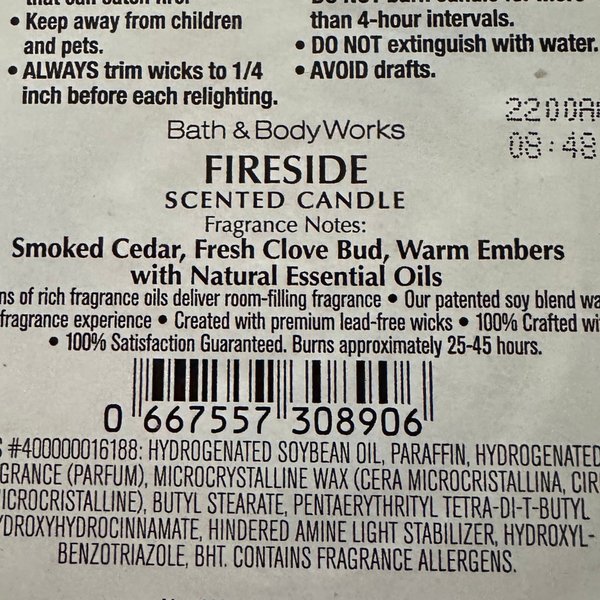 • Keep away from children
and pets.
• ALWAYS trim wicks to 1/4
inch before each relighting.
than 4-hour intervals.
• DO NOT extinguish with water.
• AVOID drafts.
2200A
08:48
Bath & Body Works
FIRESIDE
SCENTED CANDLE
Fragrance Notes:
Smoked Cedar, Fresh Clove Bud, Warm Embers
with Natural Essential Oils
of rich fragrance oils deliver room-filling fragrance • Our patented soy blend
fragrance experience • Created with premium lead-free wicks • 100% Crafted
• 100% Satisfaction Guaranteed. Burns approximately 25-45 hours.
0 667557 308906
#400000016188: HYDROGENATED SOYBEAN OIL, PARAFFIN, HYDROGENATED
(PARFUM), MICROCRYSTALLINE WAX (CERA MICROCRISTALLINA,
BUTYL STEARATE, PENTAERYTHRITYL TETRA-DI-T-BUTYL
HINDERED AMINE LIGHT STABILIZER, HYDROXYL-
BENZOTRIAZOLE, BHT. CONTAINS FRAGRANCE ALLERGENS.